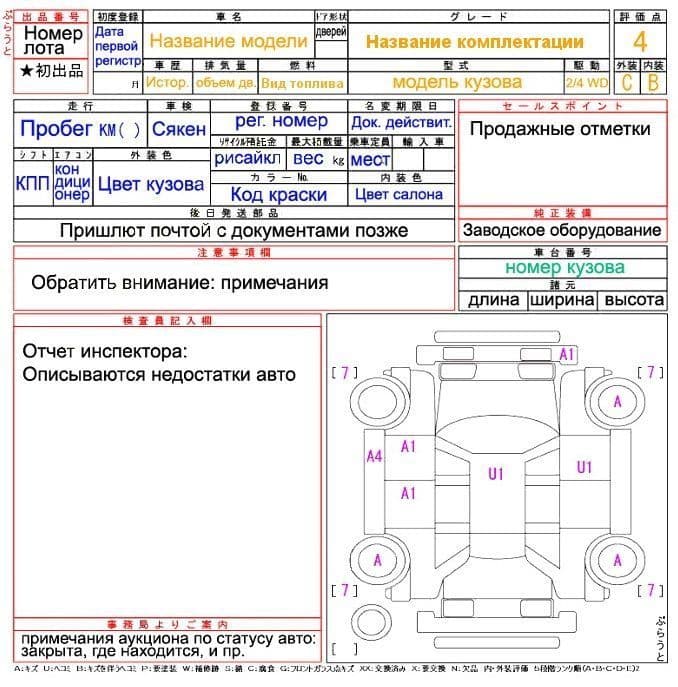 ぷらうと
出品番号
Номер
лота
★初出品
初度登録
Дата
первой
регистр
月
車名
Название модели
ドア形状
дверей
グレード
Название комплектации
評価点
4
車歴 排気量 燃料 型式 駆動 外装 内装
Истор. объем дв. Вид топлива модель кузова 2/4 WD C B
走行 車検 登録番号 名変期限日
Пробег КМ( ) Сякен рег. номер Док. действит.
リサイクル預託金 最大積載量 乗車定員 輸入車
рисайкл вес kg мест
シフト エアコン 外装色 カラーNo. 内装色
КПП кон
дици
онер
Цвет кузова Код краски Цвет салона
セールスポイント
Продажные отметки
後日発送部品
Пришлют почтой с документами позже
純正装備
Заводское оборудование
注意事項欄
Обратить внимание: примечания
車台番号
номер кузова
諸元
длина ширина высота
検査員記入欄
Отчет инспектора:
Описываются недостатки авто
A1
[ 7 ] [ 7 ]
A
A4 A1 U1 U1
A1
A A
[ 7 ] [ 7 ]
[ ]
ぷらうと
事務局よりご案内
примечания аукциона по статусу авто:
закрыта, где находится, и пр.
A:キズ U:ヘコミ B:キズを伴うヘコミ P:要塗装 W:補修跡 S:錆 C:腐食 G:フロントガラス点キズ XX:交換済み X:要交換 N:欠品 内・外装評価 5段階ランク順(A・B・C・D・E)